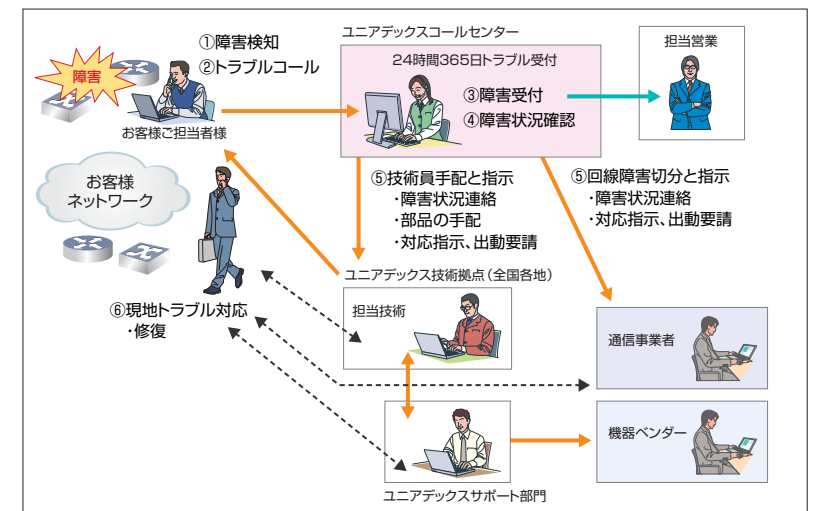 ユニアデックスコールセンター
①障害検知
②トラブルコール
障害
お客様ご担当者様
24時間365日トラブル受付
③障害受付
④障害状況確認
担当営業
お客様
ネットワーク
⑤技術員手配と指示
・障害状況連絡
・部品の手配
・対応指示、出動要請
⑤回線障害切分と指示
・障害状況連絡
・対応指示、出動要請
ユニアデックス技術拠点(全国各地)
担当技術
⑥現地トラブル対応
・修復
通信事業者
機器ベンダー
ユニアデックスサポート部門